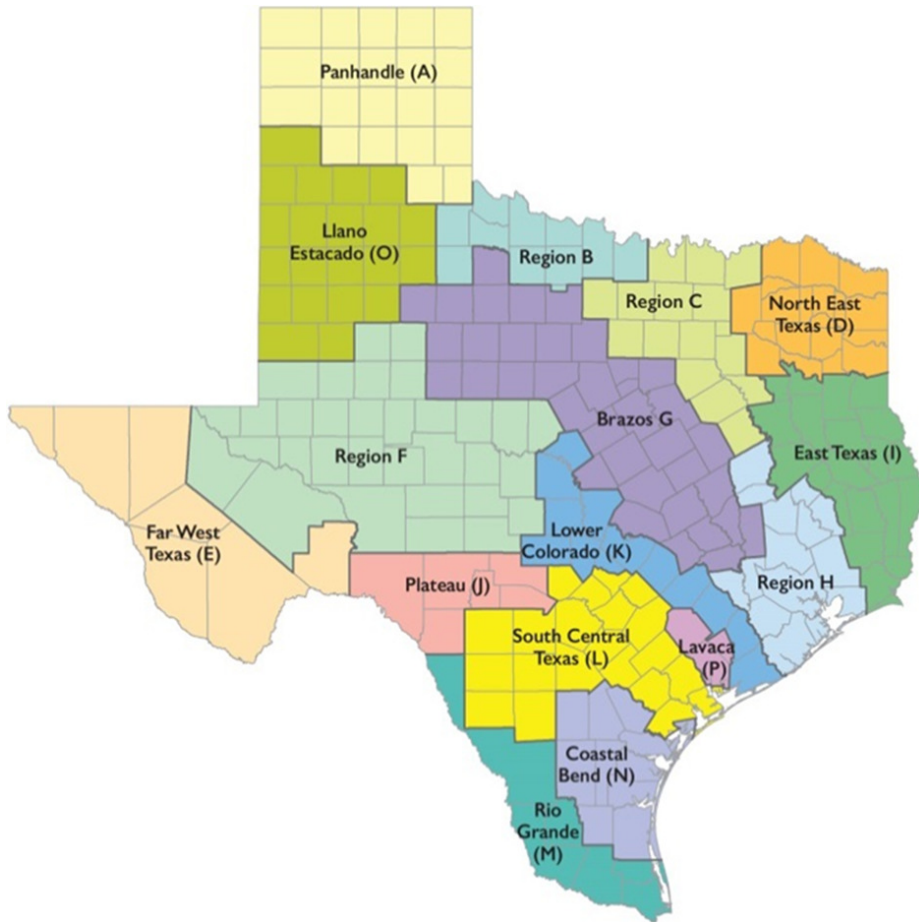 Panhandle (A)
Llano
Estacado (O)
Region B
Region C
North East
Texas (D)
Brazos G
East Texas (I)
Region F
Far West
Texas (E)
Lower
Colorado (K)
Region H
Plateau (J)
South Central
Texas (L)
Lavaca
(P)
Coastal
Bend (N)
Rio
Grande
(M)